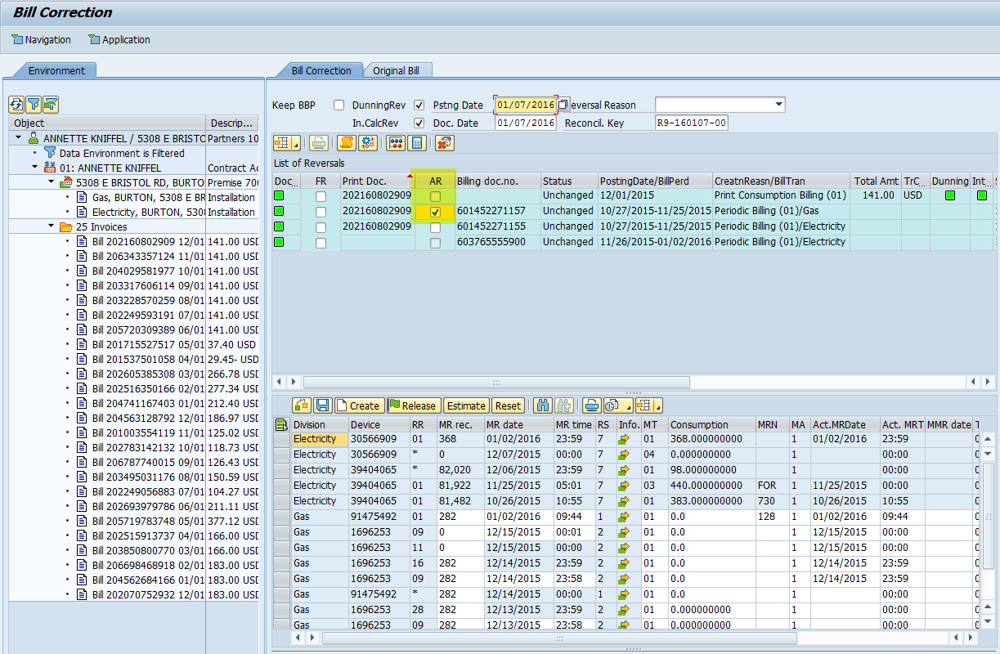 Bill Correction
Navigation Application
Environment
Object Descrip...
ANNETTE KNIFFEL / 5308 E BRISTO Partners 10
Data Environment is Filtered
01: ANNETTE KNIFFEL Contract Ac
5308 E BRISTOL RD, BURTO Premise 700
Gas, BURTON, 5308 E BR Installation
Electricity, BURTON, 5308 Installation
25 Invoices
Bill 202160802909 12/01 141.00 USD
Bill 206343357124 11/01 141.00 USD
Bill 204029581977 10/01 141.00 USD
Bill 203317606114 09/01 141.00 USD
Bill 203228570259 08/01 141.00 USD
Bill 202249593191 07/01 141.00 USD
Bill 205720309389 06/01 141.00 USD
Bill 201715527517 05/01 37.40 USD
Bill 201537501058 04/01 29.45- USD
Bill 202605385308 03/01 266.78 USD
Bill 202516350166 02/01 277.34 USD
Bill 204741167403 01/01 212.40 USD
Bill 204563128792 12/01 186.97 USD
Bill 201003554119 11/01 125.02 USD
Bill 202783142132 10/01 118.73 USD
Bill 206787740015 09/01 126.43 USD
Bill 203495031176 08/01 150.59 USD
Bill 202249056883 07/01 104.27 USD
Bill 202693979786 06/01 211.11 USD
Bill 205719783748 05/01 377.12 USD
Bill 202515913737 04/01 166.00 USD
Bill 203850800770 03/01 166.00 USD
Bill 206698468918 02/01 183.00 USD
Bill 204562684166 01/01 183.00 USD
Bill 202070752932 12/01 183.00 USD
Bill Correction Original Bill
Keep BBP DunningRev Pstng Date 01/07/2016 eversal Reason
In.CalcRev Doc. Date 01/07/2016 Reconcil. Key R9-160107-00
List of Reversals
Doc... FR Print Doc. AR Billing doc.no. Status PostingDate/BillPerd CreatnReasn/BillTran Total Amt TrC... Dunning Int...
202160802909 Unchanged 12/01/2015 Print Consumption Billing (01) 141.00 USD
202160802909 601452271157 Unchanged 10/27/2015-11/25/2015 Periodic Billing (01)/Gas
202160802909 601452271155 Unchanged 10/27/2015-11/25/2015 Periodic Billing (01)/Electricity
603765555900 Unchanged 11/26/2015-01/02/2016 Periodic Billing (01)/Electricity
Create Release Estimate Reset
Division Device RR MR rec. MR date MR time RS Info. MT Consumption MRN MA Act.MRDate Act. MRT MMR date T
Electricity 30566909 01 368 01/02/2016 23:59 7 01 368.000000000 1 01/02/2016 23:59 0
Electricity 30566909 * 0 12/07/2015 00:00 7 04 0.000000000 1 00:00 0
Electricity 39404065 * 82,020 12/06/2015 23:59 7 01 98.000000000 1 00:00 0
Electricity 39404065 01 81,922 11/25/2015 05:01 7 03 440.000000000 FOR 1 11/25/2015 00:00 0
Electricity 39404065 01 81,482 10/26/2015 10:55 7 01 383.000000000 730 1 10/26/2015 10:55 0
Gas 91475492 01 282 01/02/2016 09:44 1 01 0.0 128 1 01/02/2016 09:44 0
Gas 1696253 09 0 12/15/2015 00:01 2 01 0.0 1 12/15/2015 00:00 0
Gas 1696253 11 0 12/15/2015 00:00 2 01 0.0 1 12/15/2015 00:00 0
Gas 1696253 16 282 12/14/2015 23:59 2 01 0.0 1 12/14/2015 23:59 0
Gas 1696253 09 282 12/14/2015 23:58 2 01 0.0 1 12/14/2015 23:59 0
Gas 91475492 * 282 12/14/2015 00:00 1 01 0.0 1 00:00 0
Gas 1696253 28 282 12/13/2015 23:59 2 01 0.000000000 1 00:00 0
Gas 1696253 09 282 12/13/2015 23:58 2 01 0.000000000 1 00:00 0